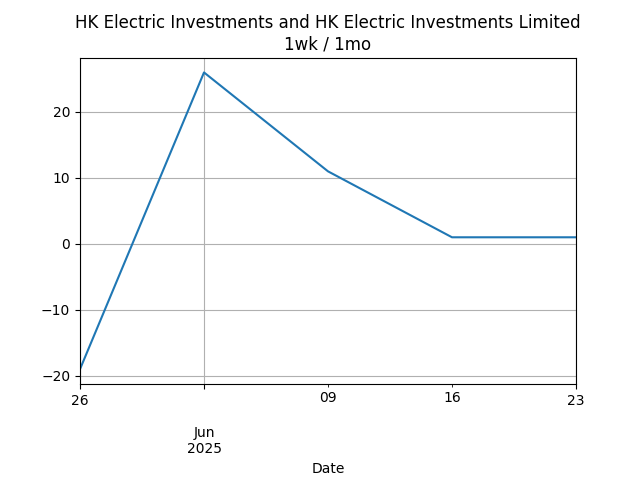 HK Electric Investments and HK Electric Investments Limited
1wk / 1mo
20
10
0
−10
−20
26
09
16
23
Jun
2025
Date